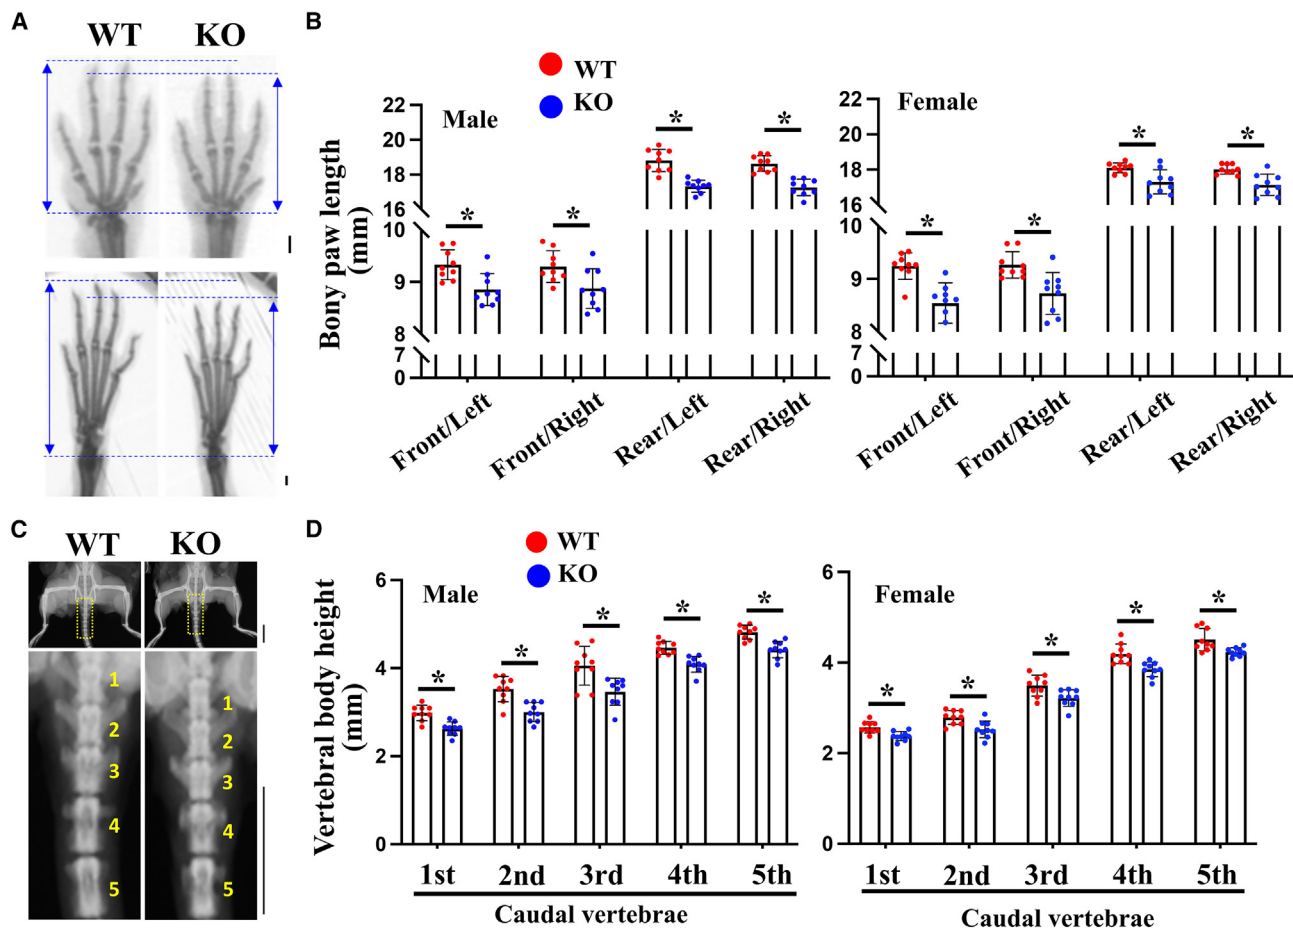 A
WT KO
B
WT
KO
Bony paw length
(mm)
22
20
18
16
10
9
8
7
0
Male
*
*
*
*
Front/Left
Front/Right
Rear/Left
Rear/Right
22
20
18
16
10
9
8
7
0
Female
*
*
*
*
Front/Left
Front/Right
Rear/Left
Rear/Right
C
WT KO
1
2
3
4
5
1
2
3
4
5
D
WT
KO
Vertebral body height
(mm)
6
4
2
0
Male
*
*
*
*
*
1st 2nd 3rd 4th 5th
Caudal vertebrae
6
4
2
0
Female
*
*
*
*
*
1st 2nd 3rd 4th 5th
Caudal vertebrae